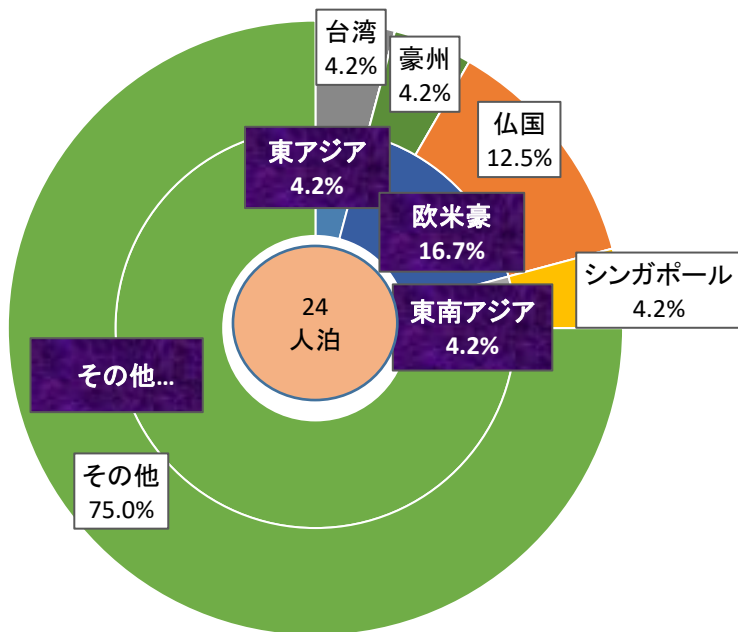 台湾
4.2%
豪州
4.2%
仏国
12.5%
東アジア
4.2%
欧米豪
16.7%
シンガポール
4.2%
東南アジア
4.2%
24
人泊
その他...
その他
75.0%